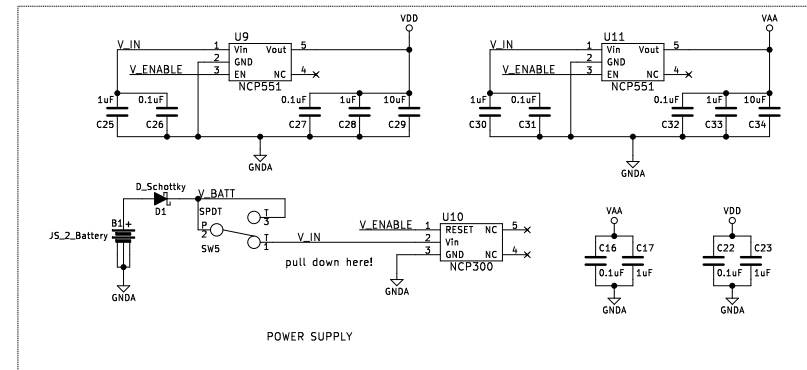 VDD
VAA
U9
V_IN 1 Vin Vout 5
2 GND
V_ENABLE 3 EN NC 4
NCP551
1uF 0.1uF 0.1uF 1uF 10uF
C25 C26 C27 C28 C29
GNDA
U11
V_IN 1 Vin Vout 5
2 GND
V_ENABLE 3 EN NC 4
NCP551
1uF 0.1uF 0.1uF 1uF 10uF
C30 C31 C32 C33 C34
GNDA
D_Schottky
D1
V_BATT
SPDT
T
3
P
2
T
1
SW5
V_IN
B1 +
JS_2_Battery
GNDA
pull down here!
U10
V_ENABLE 1 RESET NC 5
2 Vin
3 GND NC 4
NCP300
GNDA
VAA
C16 C17
0.1uF 1uF
GNDA
VDD
C22 C23
0.1uF 1uF
GNDA
POWER SUPPLY